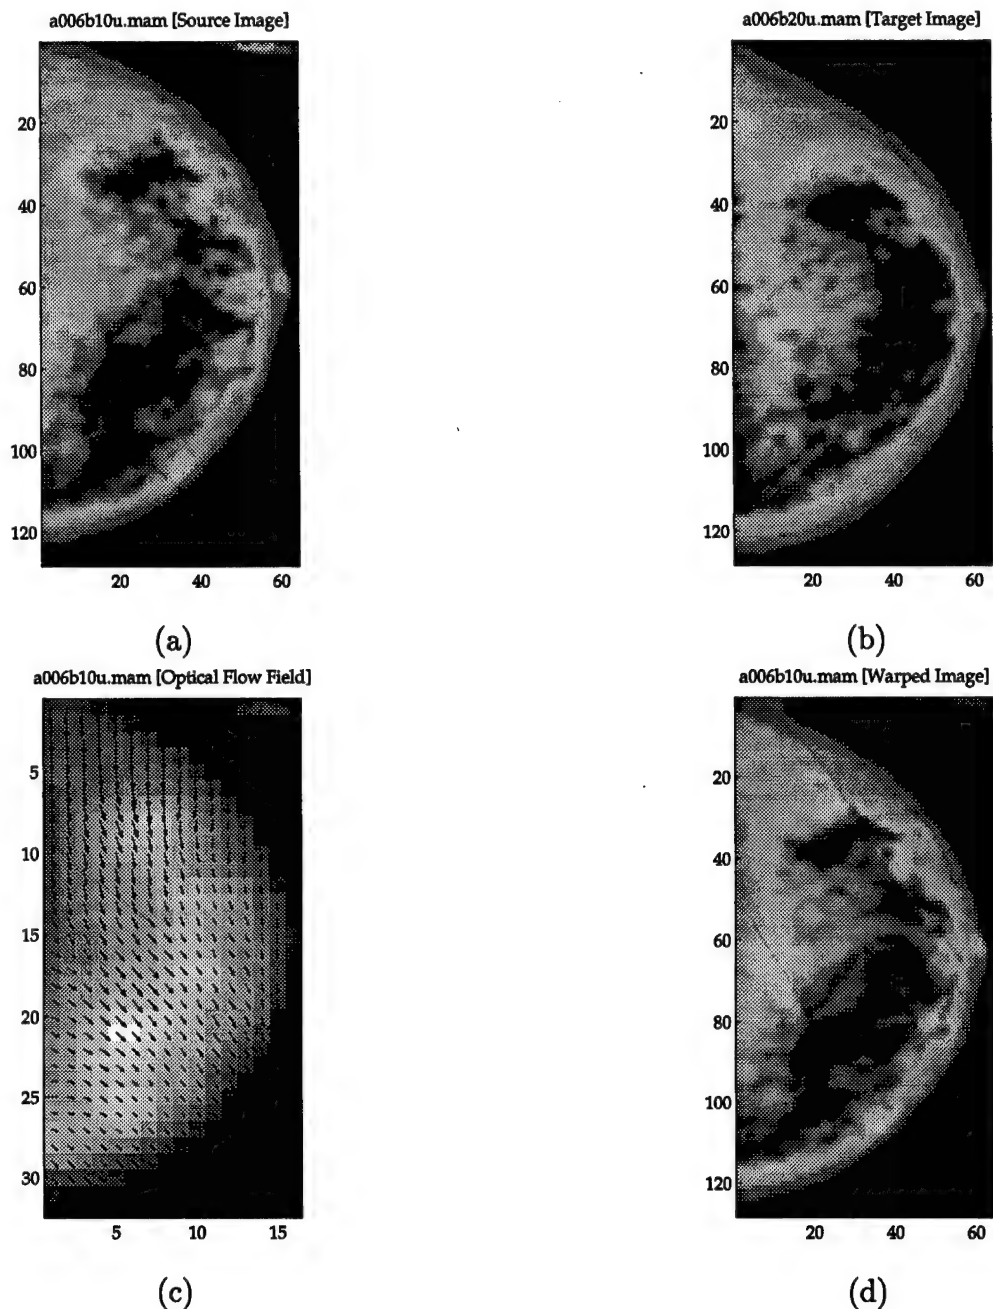 a006b10u.mam [Source Image]
20
40
60
80
100
120
20 40 60
(a)
a006b20u.mam [Target Image]
20
40
60
80
100
120
20 40 60
(b)
a006b10u.mam [Optical Flow Field]
5
10
15
20
25
30
5 10 15
(c)
a006b10u.mam [Warped Image]
20
40
60
80
100
120
20 40 60
(d)